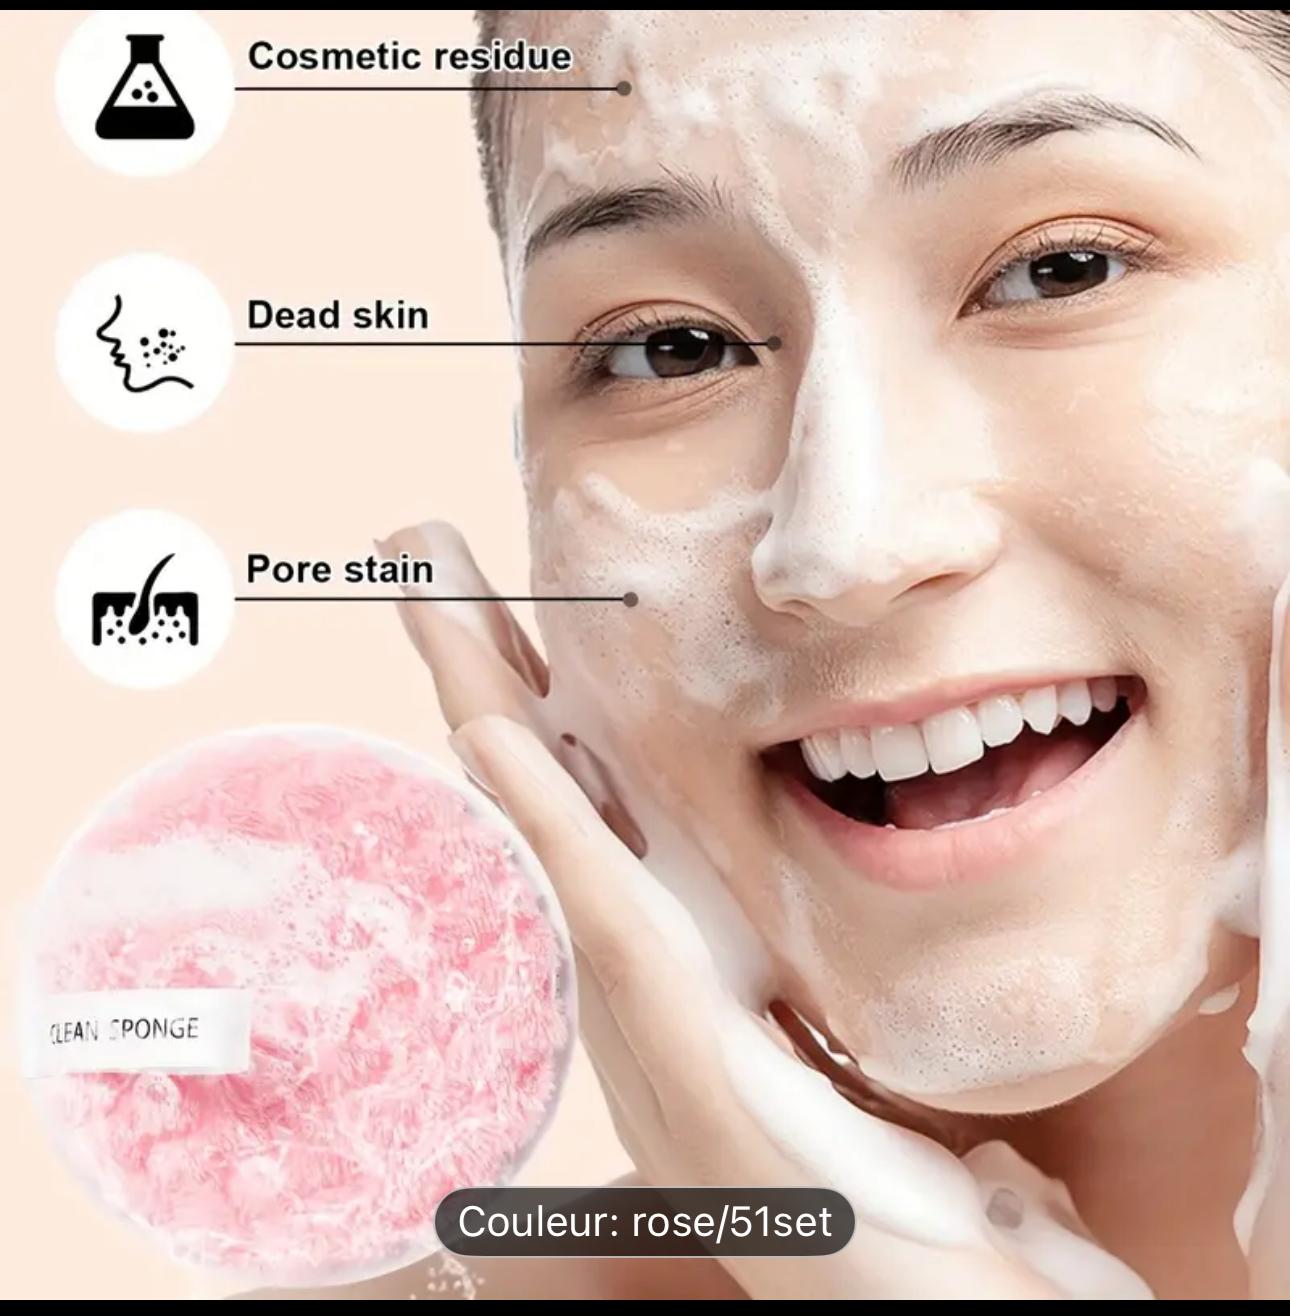 Cosmetic residue
Dead skin
Pore stain
CLEAN SPONGE
Couleur: rose/51set